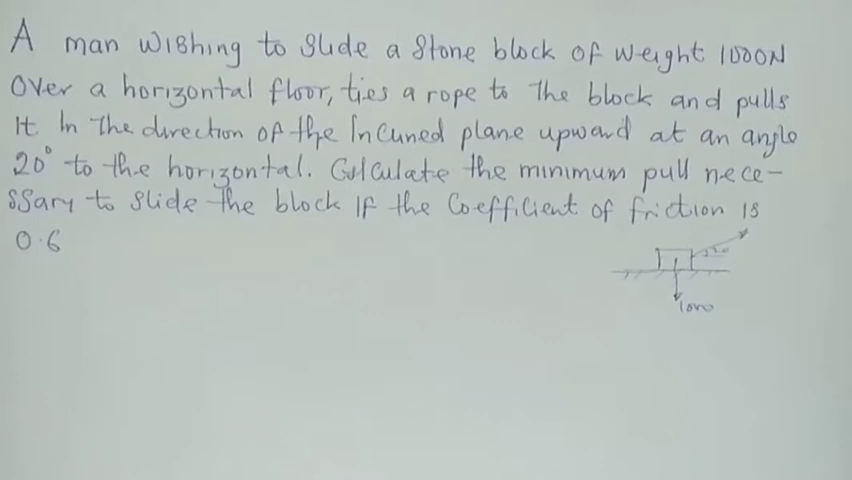 A man wishing to slide a stone block of weight 1000N
Over a horizontal floor, ties a rope to the block and pulls
It In the direction of the Incuned plane upward at an angle
20° to the horizontal. Calculate the minimum pull nece-
ssary to slide the block If the Coefficient of friction is
0.6
20
1000